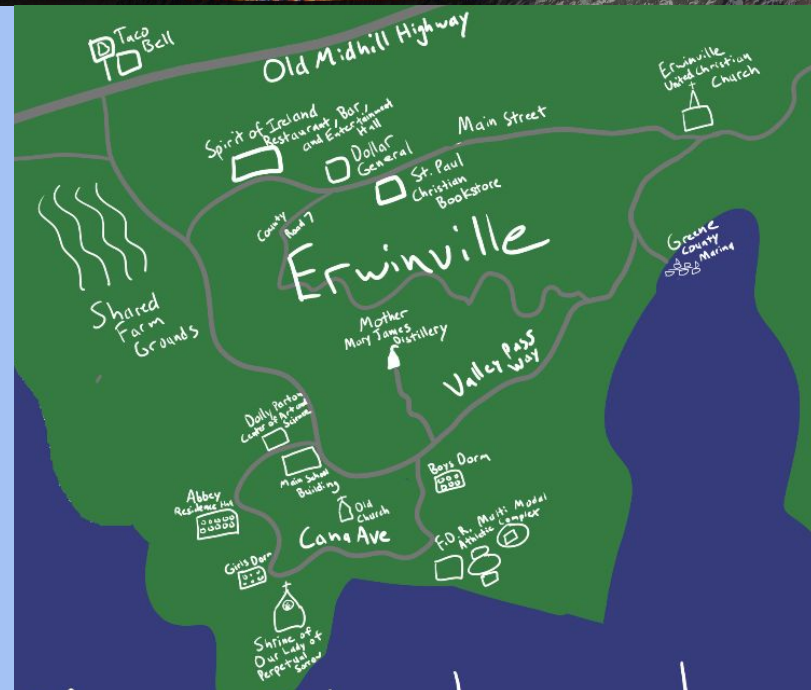 Taco
Bell
Old Midhill Highway
Erwinville
United Christian
Church
Spirit of Ireland
Restaurant, Bar,
and Entertainment
Hall
Dollar
General
Main Street
St. Paul
Christian
Bookstore
County
Road 7
Erwinville
Greene
County
Marina
Shared
Farm
Grounds
Mother
Mary James
Distillery
Valley Pass
Way
Dolly Parton
Center of Art and
Science
Main School
Building
Boys Dorm
Abbey
Residence Hall
Old
Church
Cana Ave
F.D.R. Multi Modal
Athletic Complex
Girls Dorm
Shrine of
Our Lady of
Perpetual
Sorrow